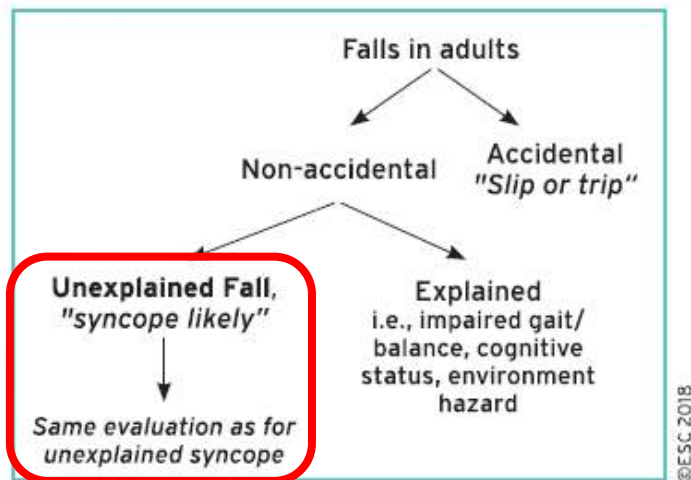 Falls in adults
Non-accidental
Accidental
"Slip or trip“
Unexplained Fall,
"syncope likely"
Same evaluation as for
unexplained syncope
Explained
i.e., impaired gait/
balance, cognitive
status, environment
hazard
©ESC 2018